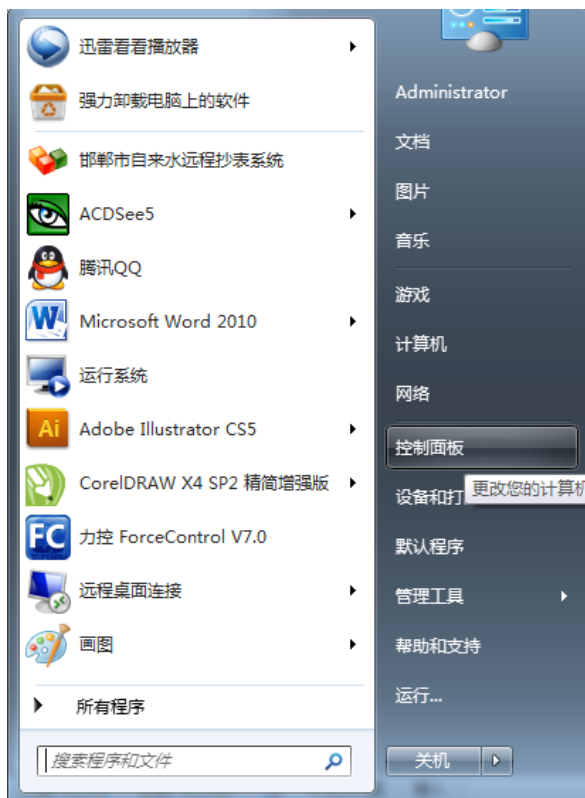 迅雷看看播放器
强力卸载电脑上的软件
邯郸市自来水远程抄表系统
ACDSee5
腾讯QQ
Microsoft Word 2010
运行系统
Adobe Illustrator CS5
CorelDRAW X4 SP2 精简增强版
力控 ForceControl V7.0
远程桌面连接
画图
所有程序
搜索程序和文件
Administrator
文档
图片
音乐
游戏
计算机
网络
控制面板
设备和打
更改您的计算机
默认程序
管理工具
帮助和支持
运行...
关机